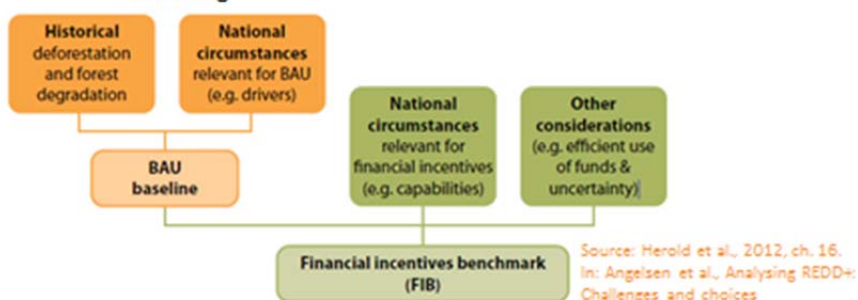 Historical
deforestation
and forest
degradation
National
circumstances
relevant for BAU
(e.g. drivers)
National
circumstances
relevant for
financial incentives
(e.g. capabilities)
Other
considerations
(e.g. efficient use
of funds &
uncertainty)
BAU
baseline
Financial incentives benchmark
(FIB)
Source: Herold et al., 2012, ch. 16.
In: Angelsen et al., Analysing REDD+:
Challenges and choices